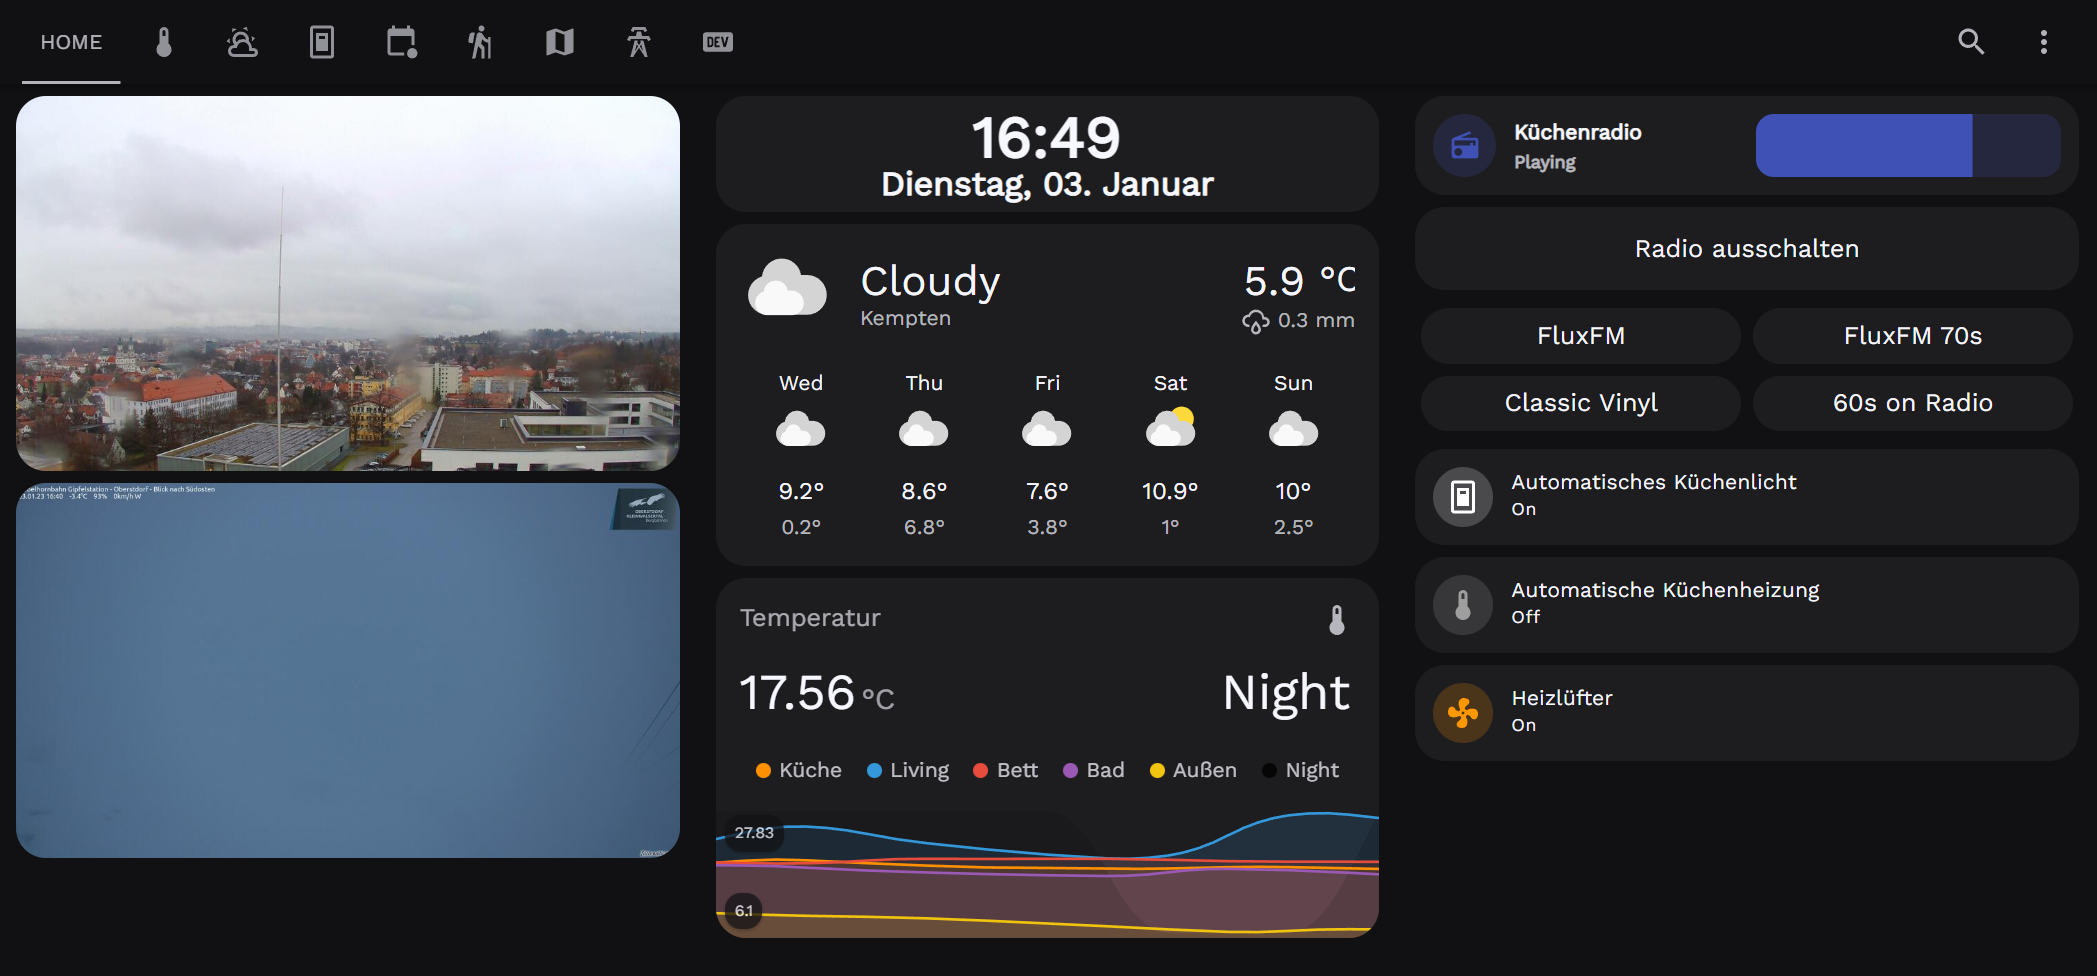 HOME
DEV
elhornbahn Gipfelstation - Oberstdorf - Blick nach Südosten
3.01.23 16:40 -3.4°C 93% 0km/h W
OBERSTDORF
KLEINWALSERTAL
16:49
Dienstag, 03. Januar
Cloudy
Kempten
5.9 °C
0.3 mm
Wed Thu Fri Sat Sun
9.2° 8.6° 7.6° 10.9° 10°
0.2° 6.8° 3.8° 1° 2.5°
Temperatur
17.56 °C
Night
Küche Living Bett Bad Außen Night
27.83
6.1
Küchenradio
Playing
Radio ausschalten
FluxFM
FluxFM 70s
Classic Vinyl
60s on Radio
Automatisches Küchenlicht
On
Automatische Küchenheizung
Off
Heizlüfter
On